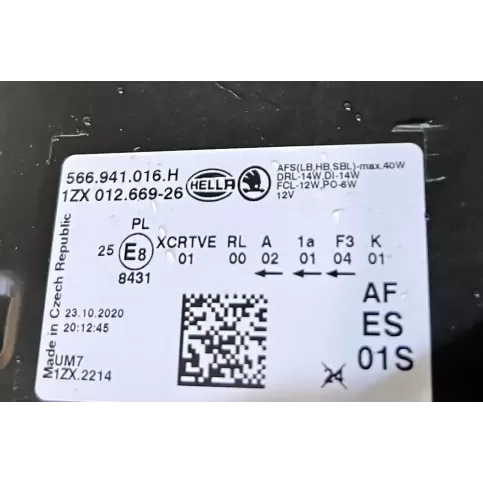 566.941.016.H
1ZX 012.669-26
HELLA
AFS(LB,HB,SBL)-max.40W
DRL-14W,DI-14W
FCL-12W,PO-6W
12V
PL
25 E8 XCRTVE RL A 1a F3 K
8431 01 00 02 01 04 01
← ← ←
Made in Czech Republic
23.10.2020
20:12:45
UM7
1ZX.2214
AF
ES
01S
24